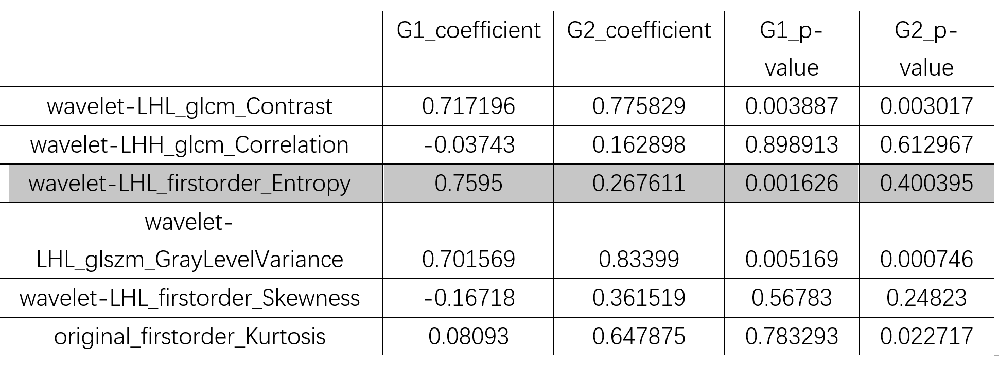 G1_coefficient G2_coefficient G1_p- G2_p-
value value
wavelet-LHL_glcm_Contrast 0.717196 0.775829 0.003887 0.003017
wavelet-LHH_glcm_Correlation -0.03743 0.162898 0.898913 0.612967
wavelet-LHL_firstorder_Entropy 0.7595 0.267611 0.001626 0.400395
wavelet-
LHL_glszm_GrayLevelVariance 0.701569 0.83399 0.005169 0.000746
wavelet-LHL_firstorder_Skewness -0.16718 0.361519 0.56783 0.24823
original_firstorder_Kurtosis 0.08093 0.647875 0.783293 0.022717